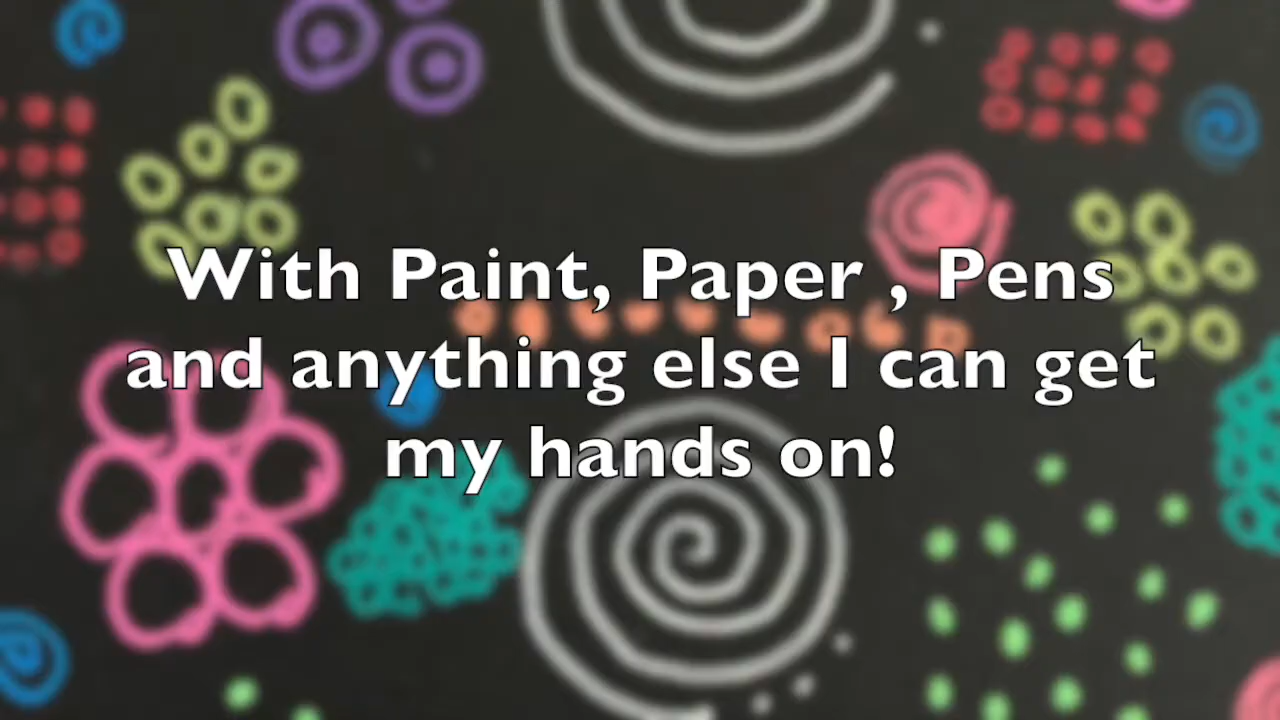 With Paint, Paper , Pens
and anything else I can get
my hands on!